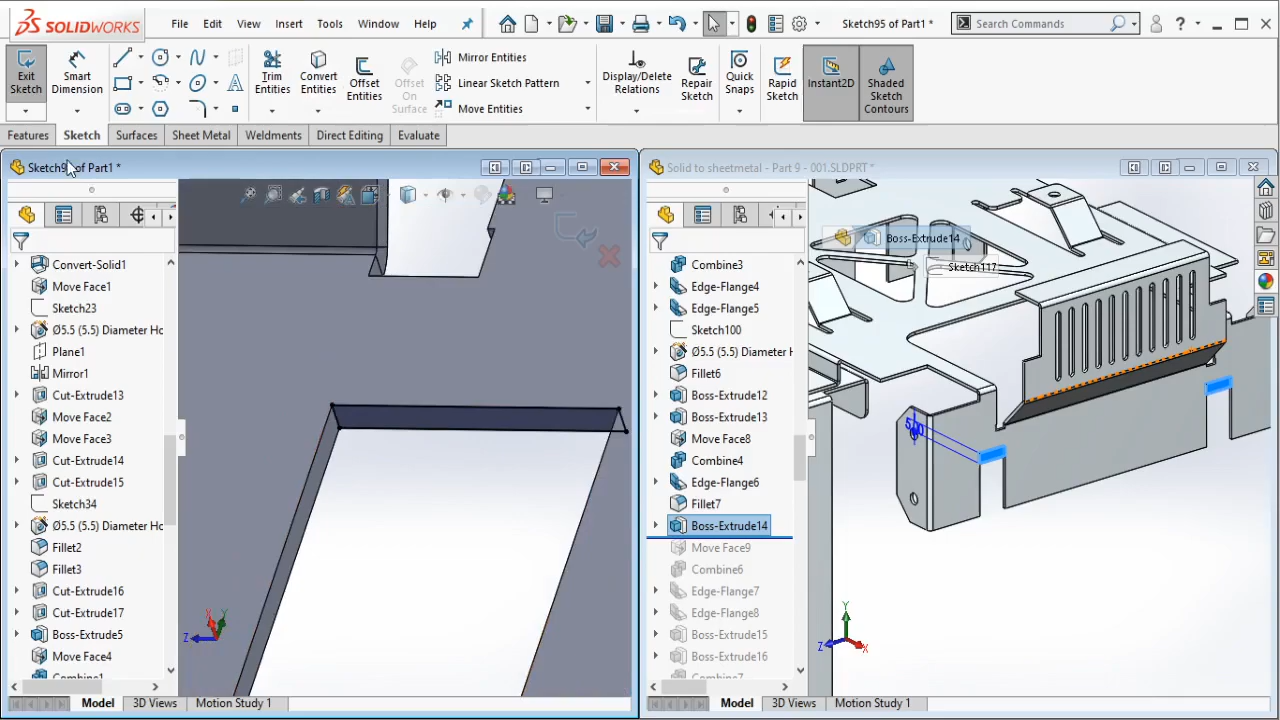 SOLIDWORKS
File
Edit
View
Insert
Tools
Window
Help
Sketch95 of Part1 *
Search Commands
?
Exit Sketch
Smart Dimension
Trim Entities
Convert Entities
Offset Entities
Offset On Surface
Mirror Entities
Linear Sketch Pattern
Move Entities
Display/Delete Relations
Repair Sketch
Quick Snaps
Rapid Sketch
Instant2D
Shaded Sketch Contours
Features
Sketch
Surfaces
Sheet Metal
Weldments
Direct Editing
Evaluate
Sketch95 of Part1 *
Convert-Solid1
Move Face1
Sketch23
Ø5.5 (5.5) Diameter Ho
Plane1
Mirror1
Cut-Extrude13
Move Face2
Move Face3
Cut-Extrude14
Cut-Extrude15
Sketch34
Ø5.5 (5.5) Diameter Ho
Fillet2
Fillet3
Cut-Extrude16
Cut-Extrude17
Boss-Extrude5
Move Face4
Combine1
X
Y
Z
Model
3D Views
Motion Study 1
Solid to sheetmetal - Part 9 - 001.SLDPRT *
Combine3
Edge-Flange4
Edge-Flange5
Sketch100
Ø5.5 (5.5) Diameter H
Fillet6
Boss-Extrude12
Boss-Extrude13
Move Face8
Combine4
Edge-Flange6
Fillet7
Boss-Extrude14
Move Face9
Combine6
Edge-Flange7
Edge-Flange8
Boss-Extrude15
Boss-Extrude16
Combine7
Boss-Extrude14
Sketch117
Y
Z
X
Model
3D Views
Motion Study 1